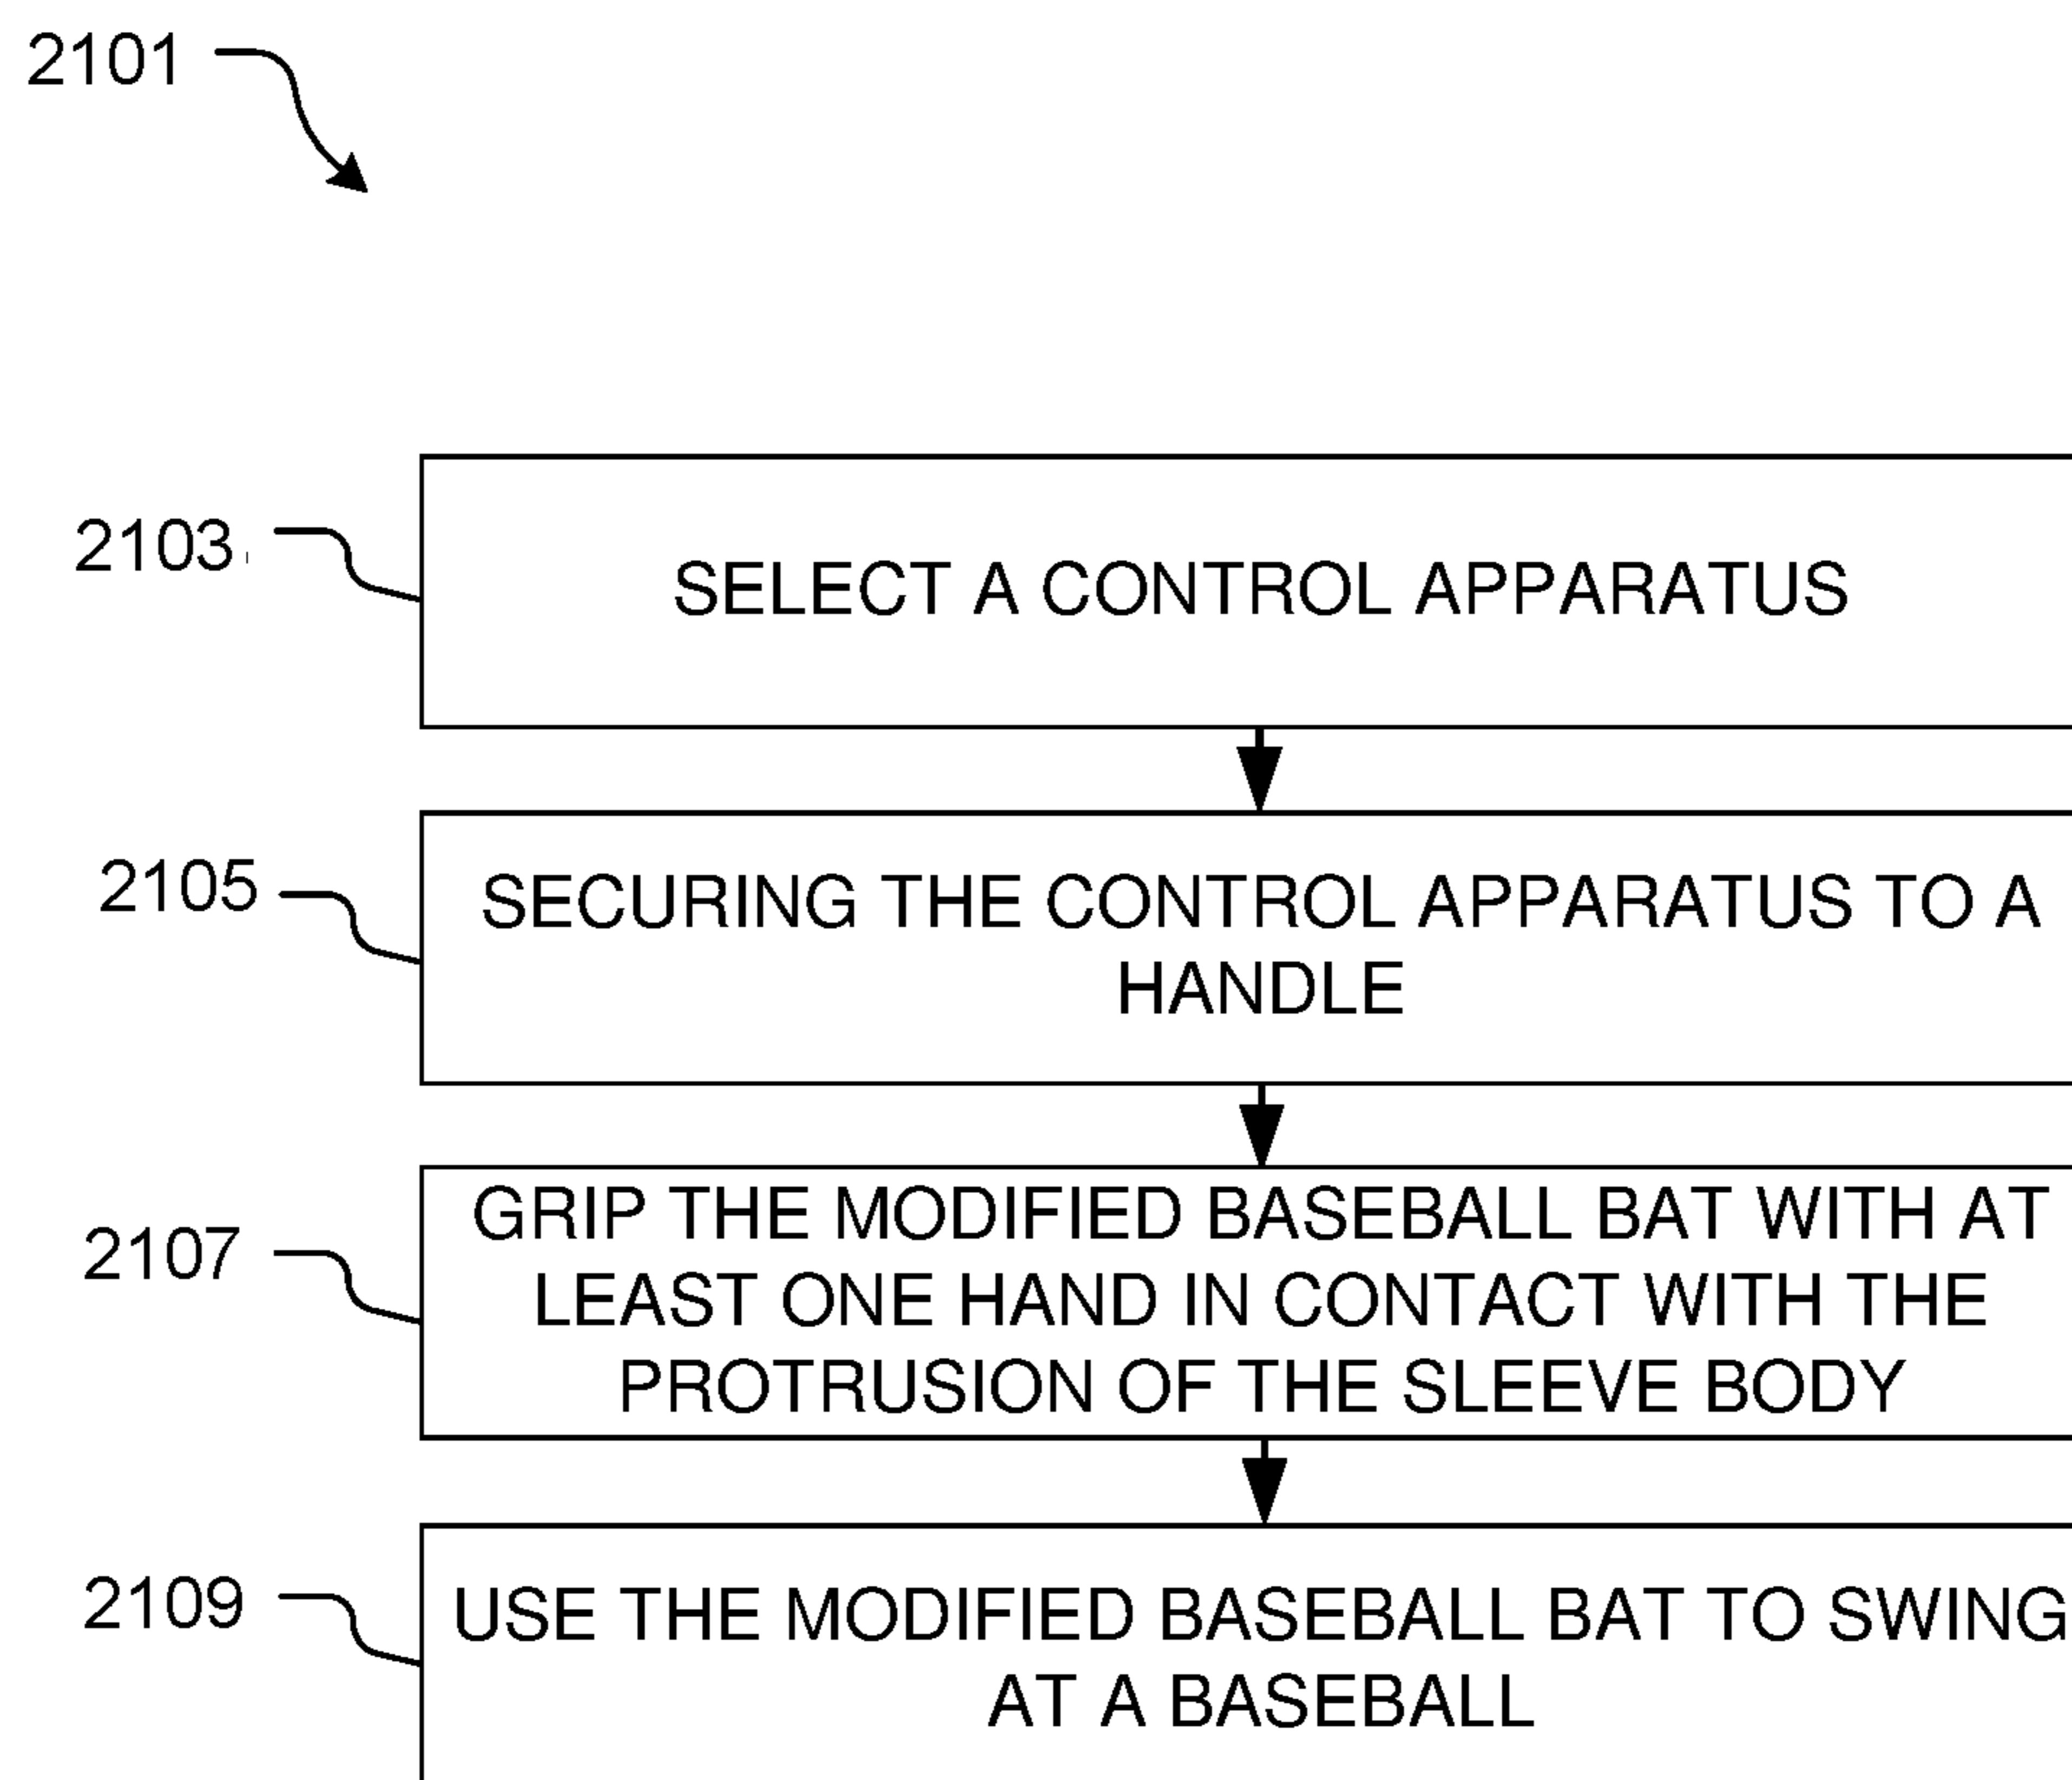 2101
2103
SELECT A CONTROL APPARATUS
2105
SECURING THE CONTROL APPARATUS TO A
HANDLE
2107
GRIP THE MODIFIED BASEBALL BAT WITH AT
LEAST ONE HAND IN CONTACT WITH THE
PROTRUSION OF THE SLEEVE BODY
2109
USE THE MODIFIED BASEBALL BAT TO SWING
AT A BASEBALL